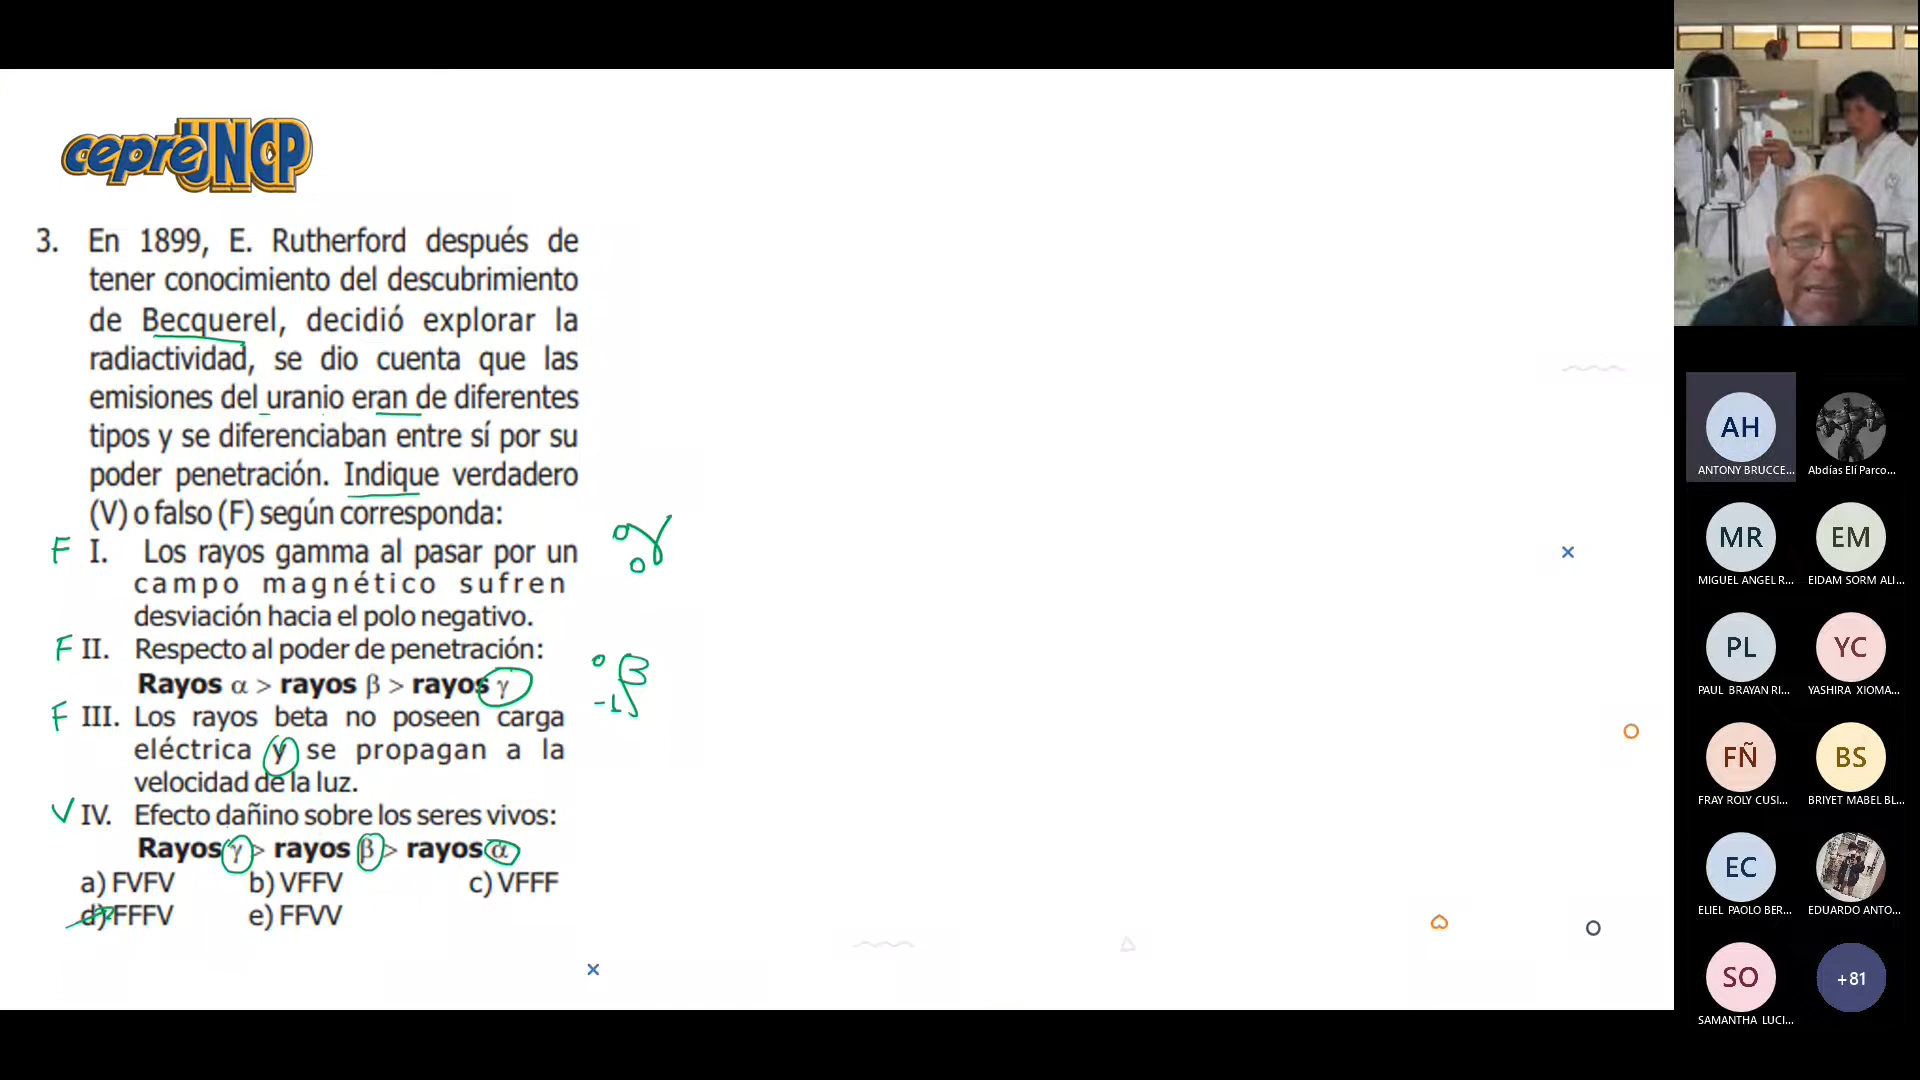 cepreUNCP
3. En 1899, E. Rutherford después de
tener conocimiento del descubrimiento
de Becquerel, decidió explorar la
radiactividad, se dio cuenta que las
emisiones del uranio eran de diferentes
tipos y se diferenciaban entre sí por su
poder penetración. Indique verdadero
(V) o falso (F) según corresponda:
F I. Los rayos gamma al pasar por un
campo magnético sufren
desviación hacia el polo negativo.
0 0 γ
F II. Respecto al poder de penetración:
Rayos α > rayos β > rayos γ
0 -1 β
F III. Los rayos beta no poseen carga
eléctrica y se propagan a la
velocidad de la luz.
V IV. Efecto dañino sobre los seres vivos:
Rayos γ > rayos β > rayos α
a) FVFV b) VFFV c) VFFF
d) FFFV e) FFVV
AH
ANTONY BRUCCE...
Abdías Elí Parco...
MR
EM
MIGUEL ANGEL R...
EIDAM SORM ALI...
PL
YC
PAUL BRAYAN RI...
YASHIRA XIOMA...
FÑ
BS
FRAY ROLY CUSI...
BRIYET MABEL BL...
EC
ELIEL PAOLO BER...
EDUARDO ANTO...
SO
+81
SAMANTHA LUCI...